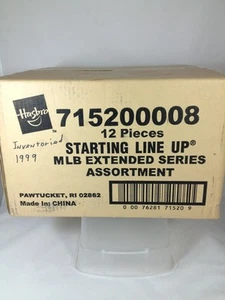 Hasbro
715200008
12 Pieces
Inventoried
1999
STARTING LINE UP®
MLB EXTENDED SERIES
ASSORTMENT
PAWTUCKET, RI 02862
Made In: CHINA
0 00 76281 71520 9